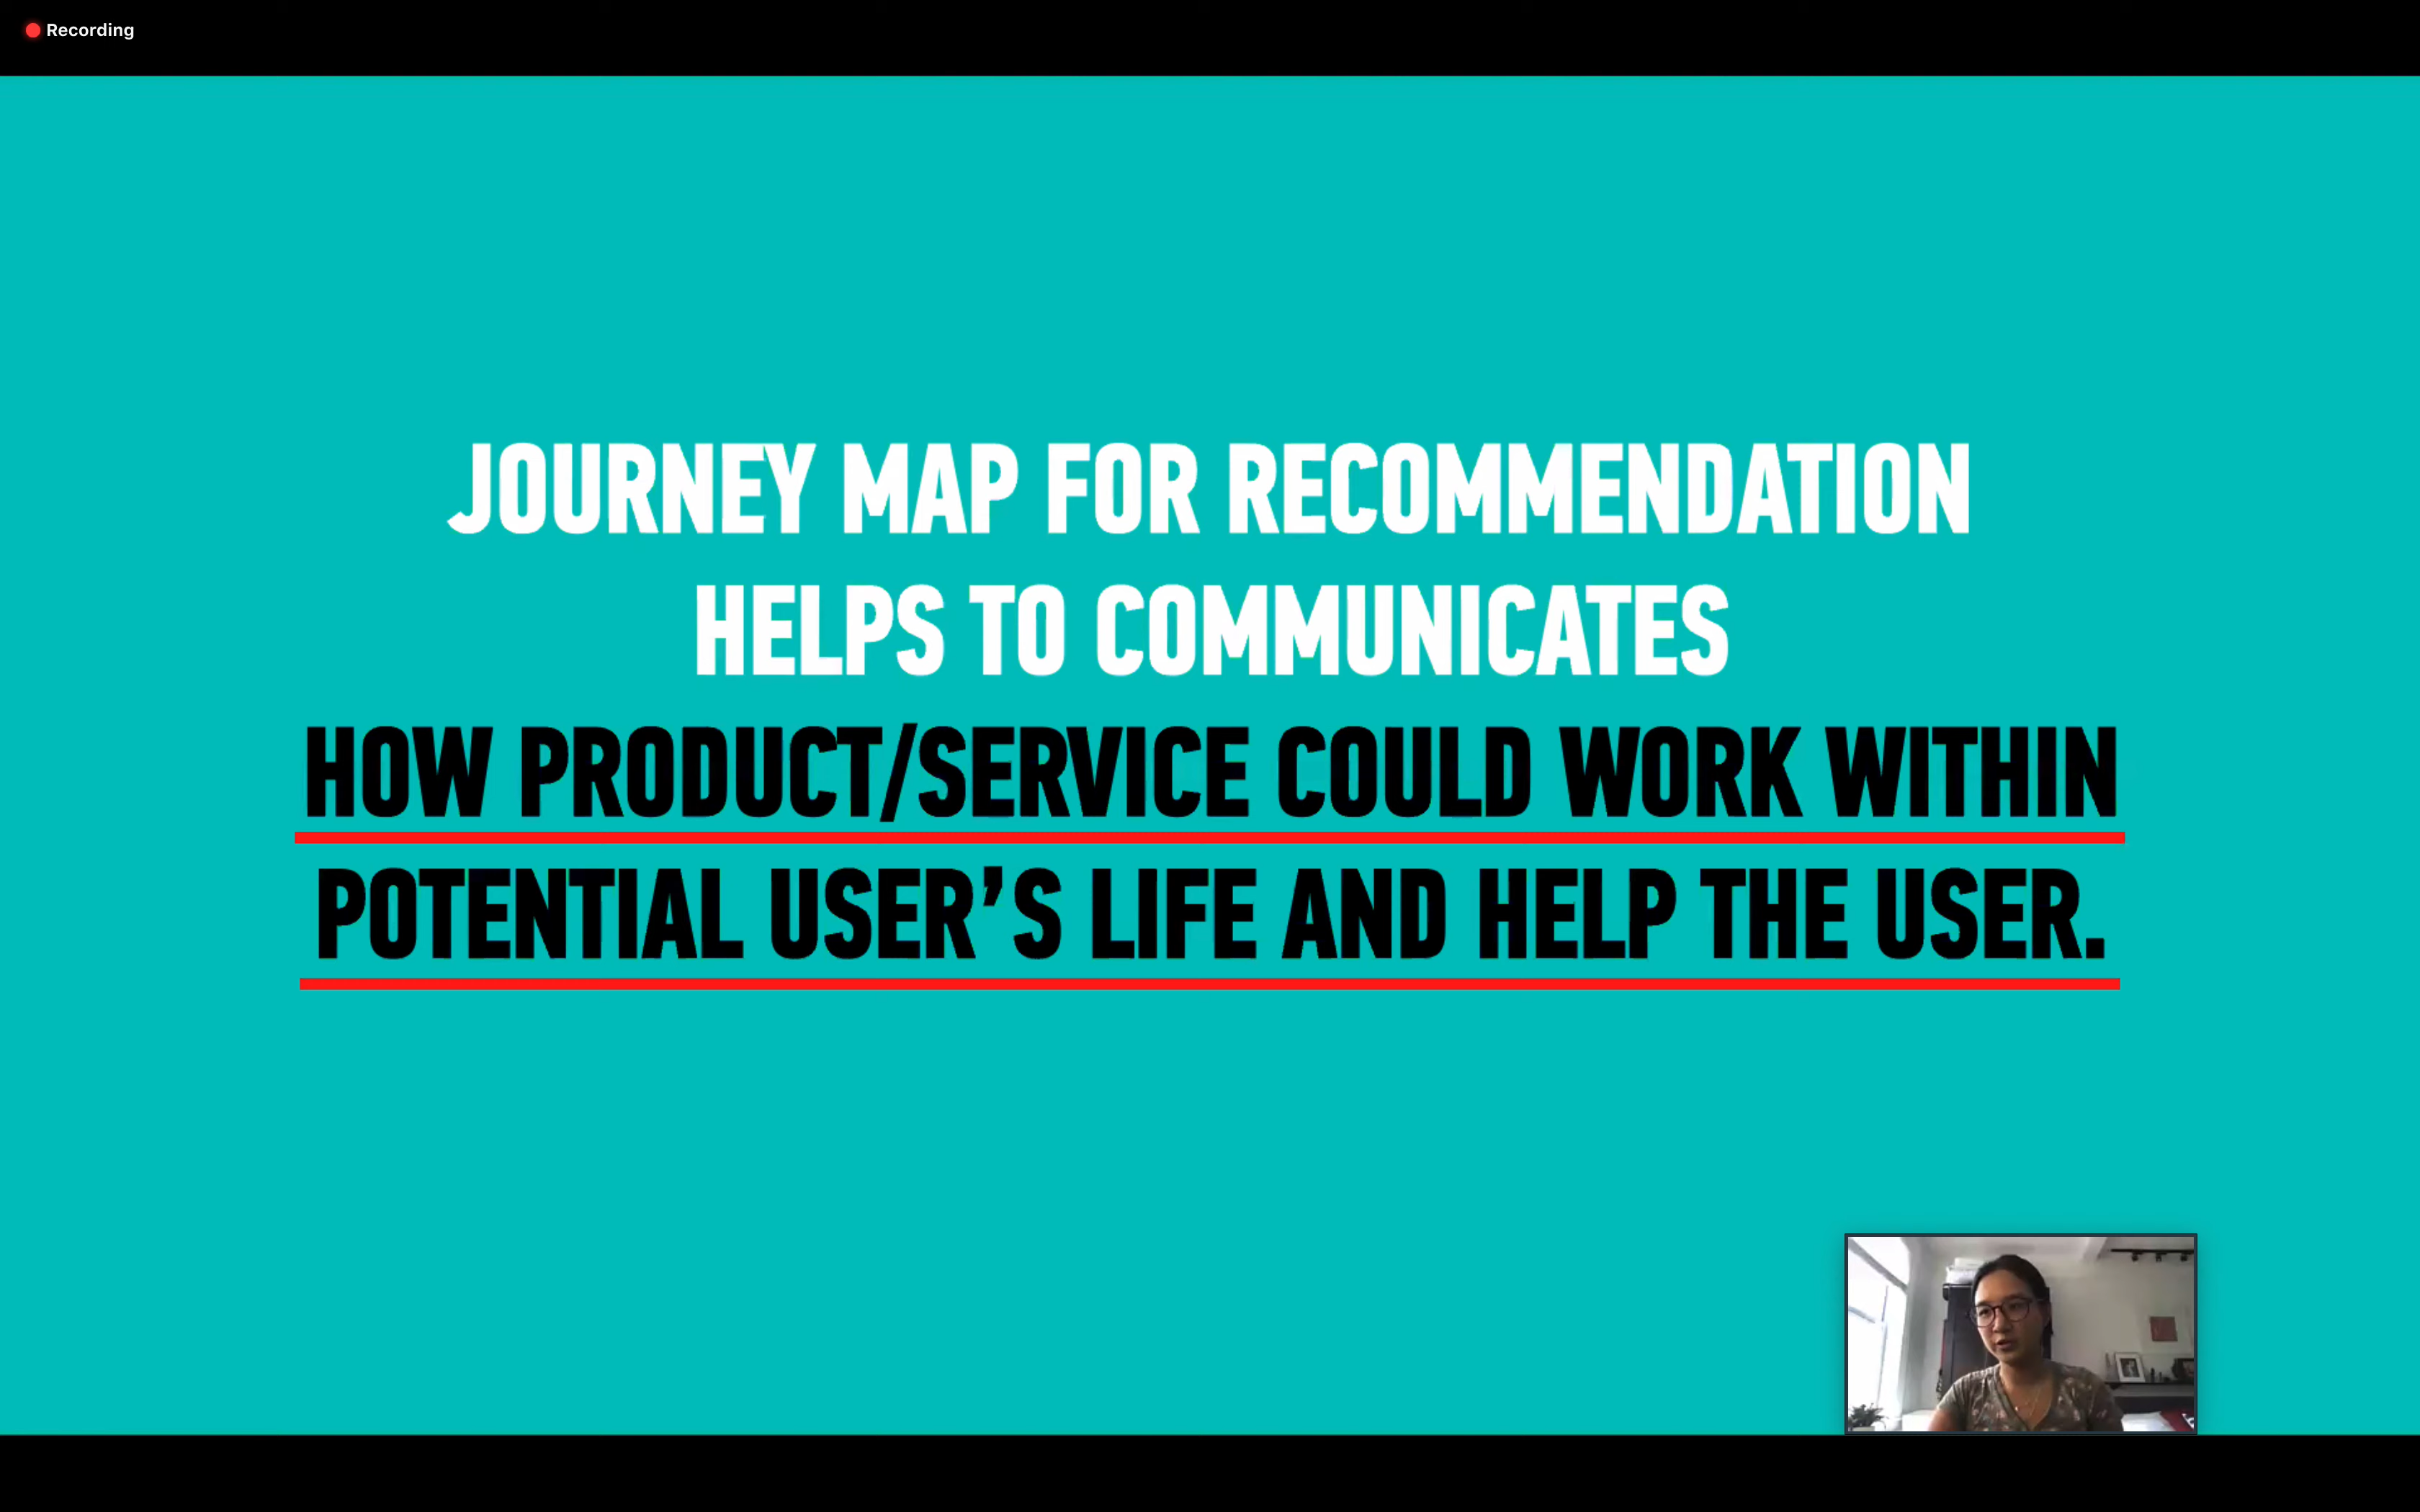 Recording
JOURNEY MAP FOR RECOMMENDATION
HELPS TO COMMUNICATES
HOW PRODUCT/SERVICE COULD WORK WITHIN
POTENTIAL USER’S LIFE AND HELP THE USER.